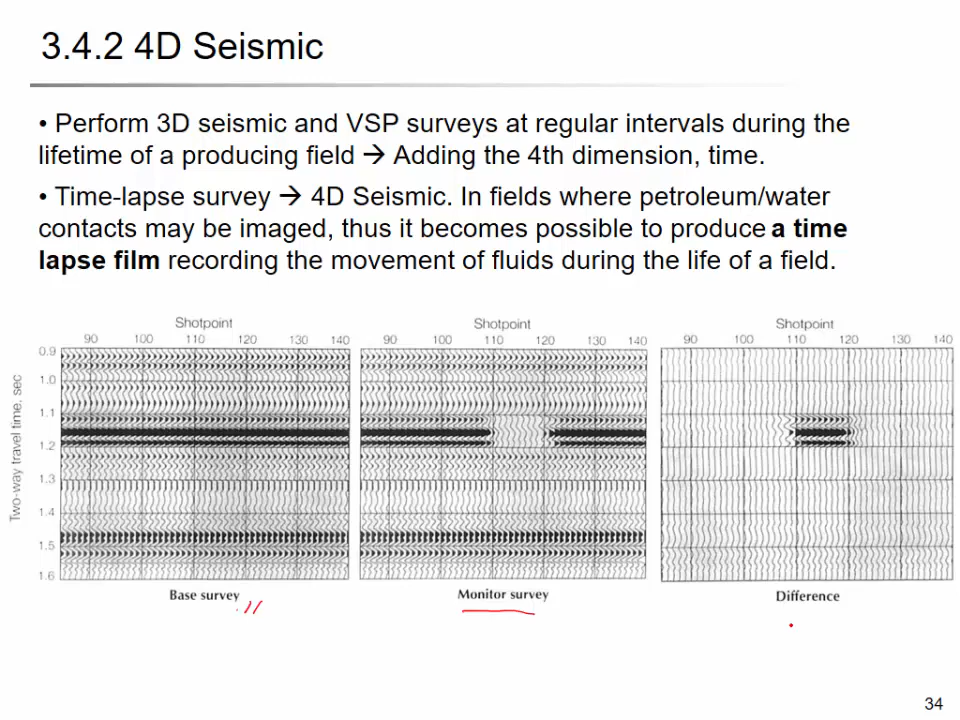 3.4.2 4D Seismic
• Perform 3D seismic and VSP surveys at regular intervals during the
lifetime of a producing field → Adding the 4th dimension, time.
• Time-lapse survey → 4D Seismic. In fields where petroleum/water
contacts may be imaged, thus it becomes possible to produce a time
lapse film recording the movement of fluids during the life of a field.
Shotpoint
90 100 110 120 130 140
Shotpoint
90 100 110 120 130 140
Shotpoint
90 100 110 120 130 140
Two-way travel time, sec
0.9
1.0
1.1
1.2
1.3
1.4
1.5
1.6
Base survey
Monitor survey
Difference
34